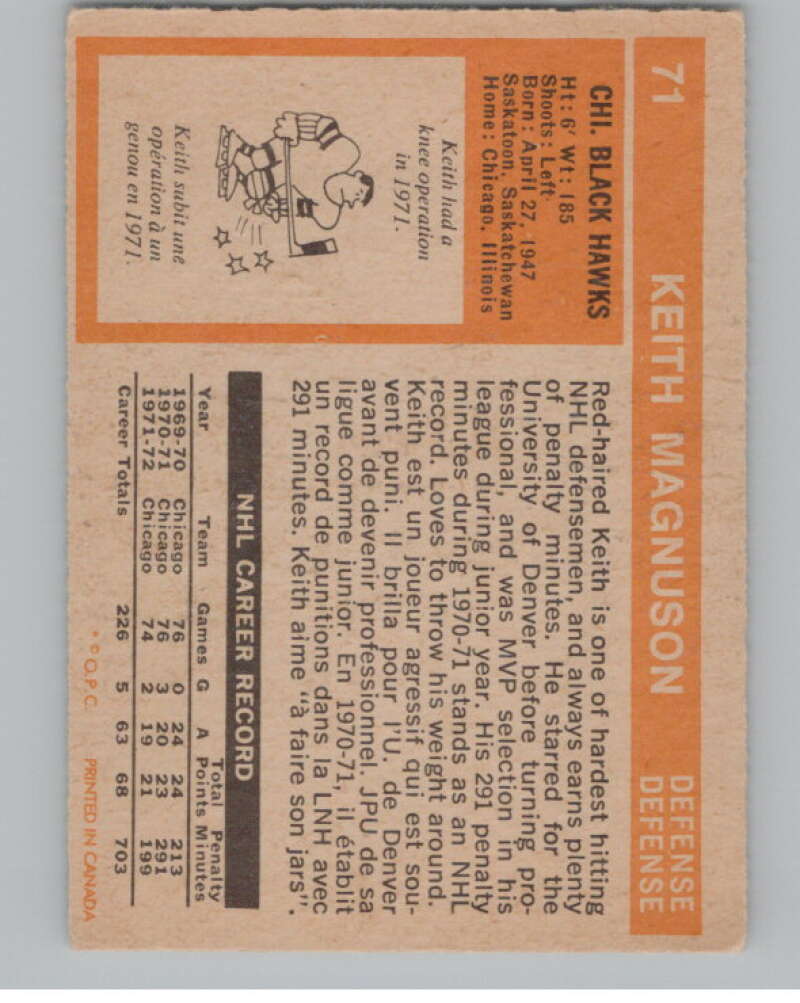 71 KEITH MAGNUSON DEFENSE
DEFENSE
CHI. BLACK HAWKS
Ht: 6' Wt: 185
Shoots: Left
Born: April 27, 1947
Saskatoon, Saskatchewan
Home: Chicago, Illinois
Keith had a
knee operation
in 1971.
Keith subit une
opération à un
genou en 1971.
Red-haired Keith is one of hardest hitting
NHL defensemen, and always earns plenty
of penalty minutes. He starred for the
University of Denver before turning pro-
fessional, and was MVP selection in his
league during junior year. His 291 penalty
minutes during 1970-71 stands as an NHL
record. Loves to throw his weight around.
Keith est un joueur agressif qui est sou-
vent puni. Il brilla pour l'U. de Denver
avant de devenir professionnel. JPU de sa
ligue comme junior. En 1970-71, il établit
un record de punitions dans la LNH avec
291 minutes. Keith aime "à faire son jars".
NHL CAREER RECORD
Total Penalty
Year Team Games G A Points Minutes
1969-70 Chicago 76 0 24 24 213
1970-71 Chicago 76 3 20 23 291
1971-72 Chicago 74 2 19 21 199
Career Totals 226 5 63 68 703
* © O.P.C. PRINTED IN CANADA